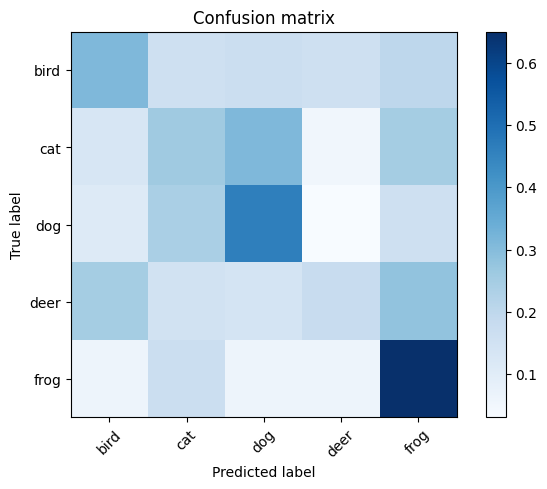 Confusion matrix
bird
cat
dog
deer
frog
True label
bird
cat
dog
deer
frog
Predicted label
0.6
0.5
0.4
0.3
0.2
0.1